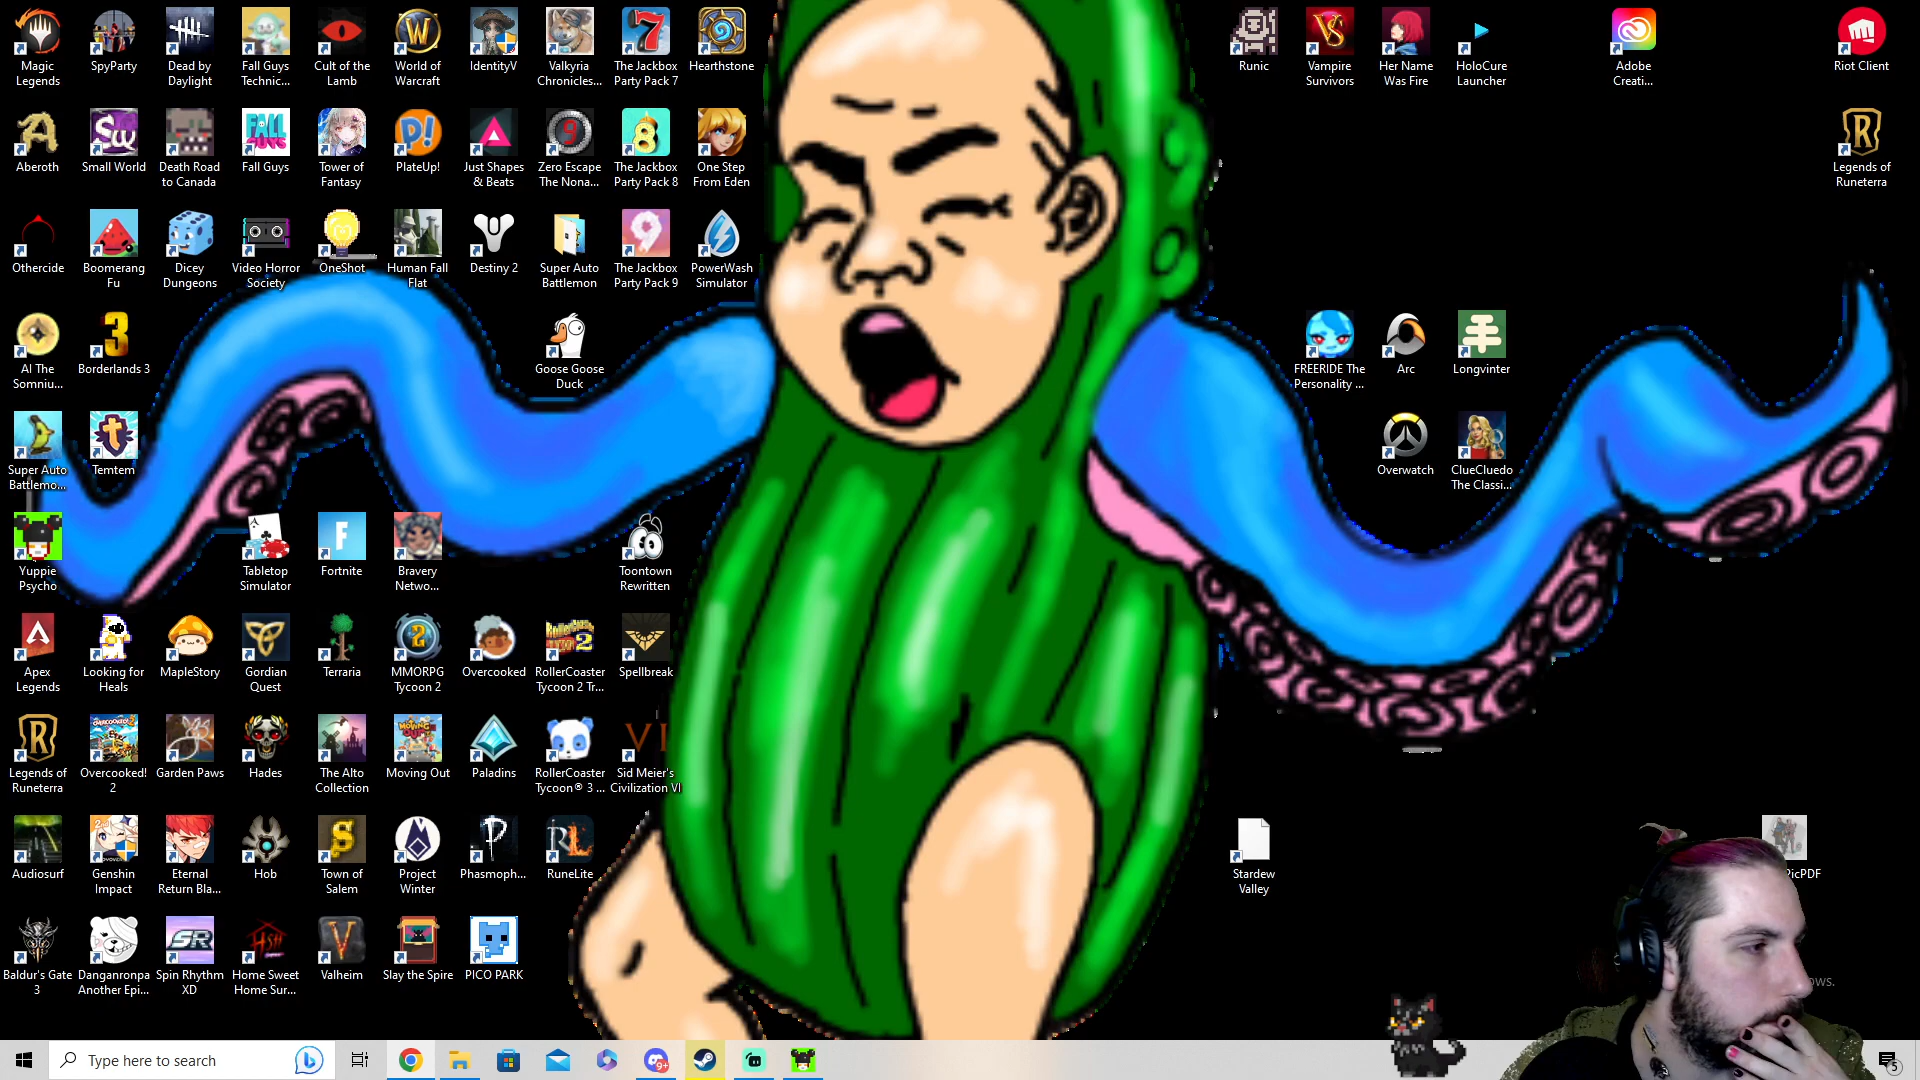 Magic
Legends
SpyParty
Dead by
Daylight
Fall Guys
Technic...
Cult of the
Lamb
World of
Warcraft
IdentityV
Valkyria
Chronicles...
The Jackbox
Party Pack 7
Hearthstone
Runic
Vampire
Survivors
Her Name
Was Fire
HoloCure
Launcher
Adobe
Creati...
Riot Client
Aberoth
Small World
Death Road
to Canada
Fall Guys
Tower of
Fantasy
PlateUp!
Just Shapes
& Beats
Zero Escape
The Nona...
The Jackbox
Party Pack 8
One Step
From Eden
Legends of
Runeterra
Othercide
Boomerang
Fu
Dicey
Dungeons
Video Horror
Society
OneShot
Human Fall
Flat
Destiny 2
Super Auto
Battlemon
The Jackbox
Party Pack 9
PowerWash
Simulator
AI The
Somniu...
Borderlands 3
Goose Goose
Duck
FREERIDE The
Personality ...
Arc
Longvinter
Super Auto
Battlemo...
Temtem
Overwatch
ClueCluedo
The Classi...
Yuppie
Psycho
Tabletop
Simulator
Fortnite
Bravery
Netwo...
Toontown
Rewritten
Apex
Legends
Looking for
Heals
MapleStory
Gordian
Quest
Terraria
MMORPG
Tycoon 2
Overcooked
RollerCoaster
Tycoon 2 Tr...
Spellbreak
Legends of
Runeterra
Overcooked!
2
Garden Paws
Hades
The Alto
Collection
Moving Out
Paladins
RollerCoaster
Tycoon® 3 ...
VI
Sid Meier's
Civilization VI
Audiosurf
Genshin
Impact
Eternal
Return Bla...
Hob
Town of
Salem
Project
Winter
Phasmoph...
RuneLite
Stardew
Valley
PicPDF
Baldur's Gate
3
Danganronpa
Another Epi...
Spin Rhythm
XD
Home Sweet
Home Sur...
Valheim
Slay the Spire
PICO PARK
ows.
Type here to search
9+
5